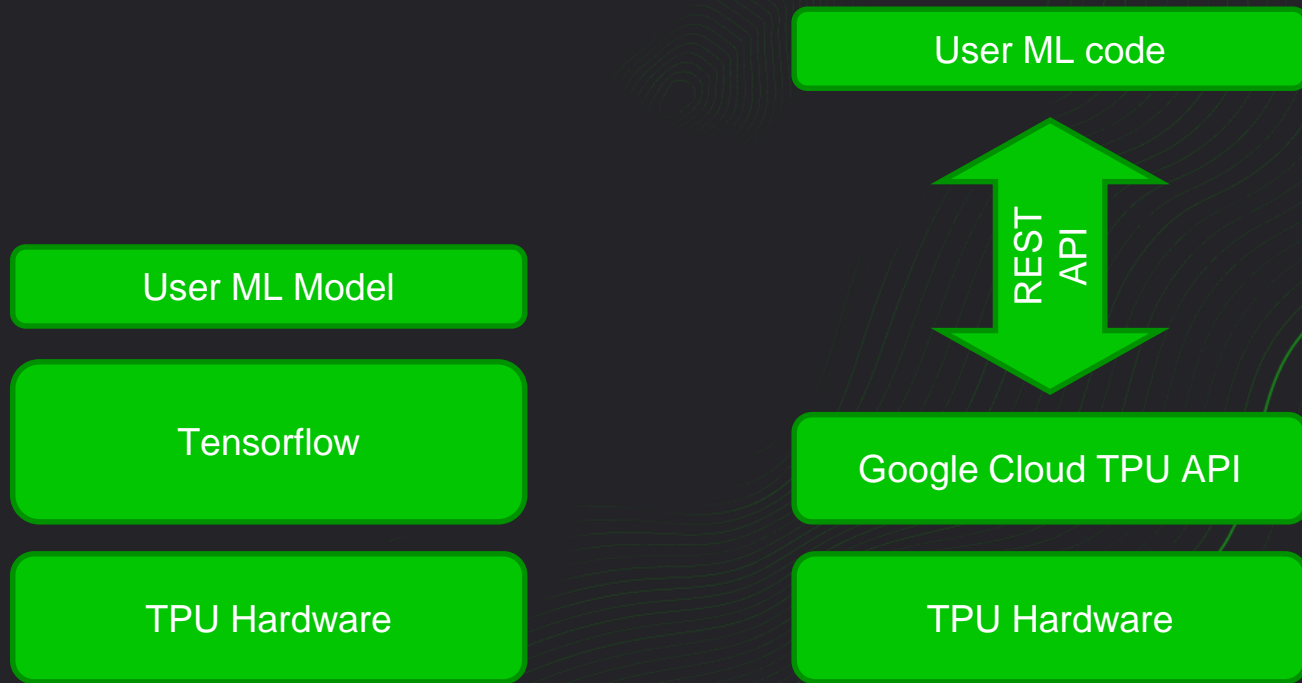 User ML Model
Tensorflow
TPU Hardware
User ML code
REST
API
Google Cloud TPU API
TPU Hardware